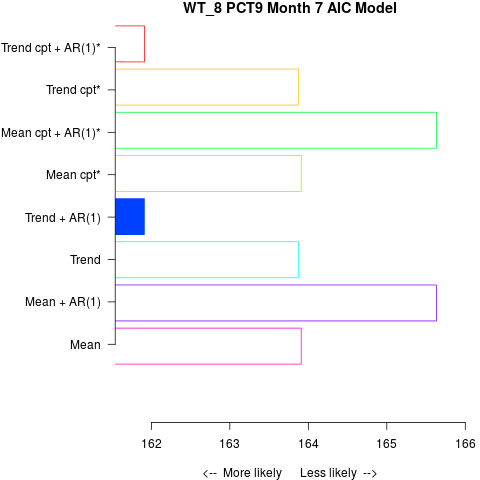 WT_8 PCT9 Month 7 AIC Model
Trend cpt + AR(1)*
Trend cpt*
Mean cpt + AR(1)*
Mean cpt*
Trend + AR(1)
Trend
Mean + AR(1)
Mean
162 163 164 165 166
<-- More likely Less likely -->